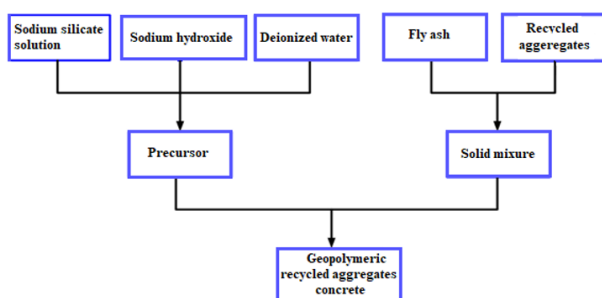 Sodium silicate
solution
Sodium hydroxide
Deionized water
Fly ash
Recycled
aggeregates
Precursor
Solid mixure
Geopolymeric
recycled aggregates
concrete